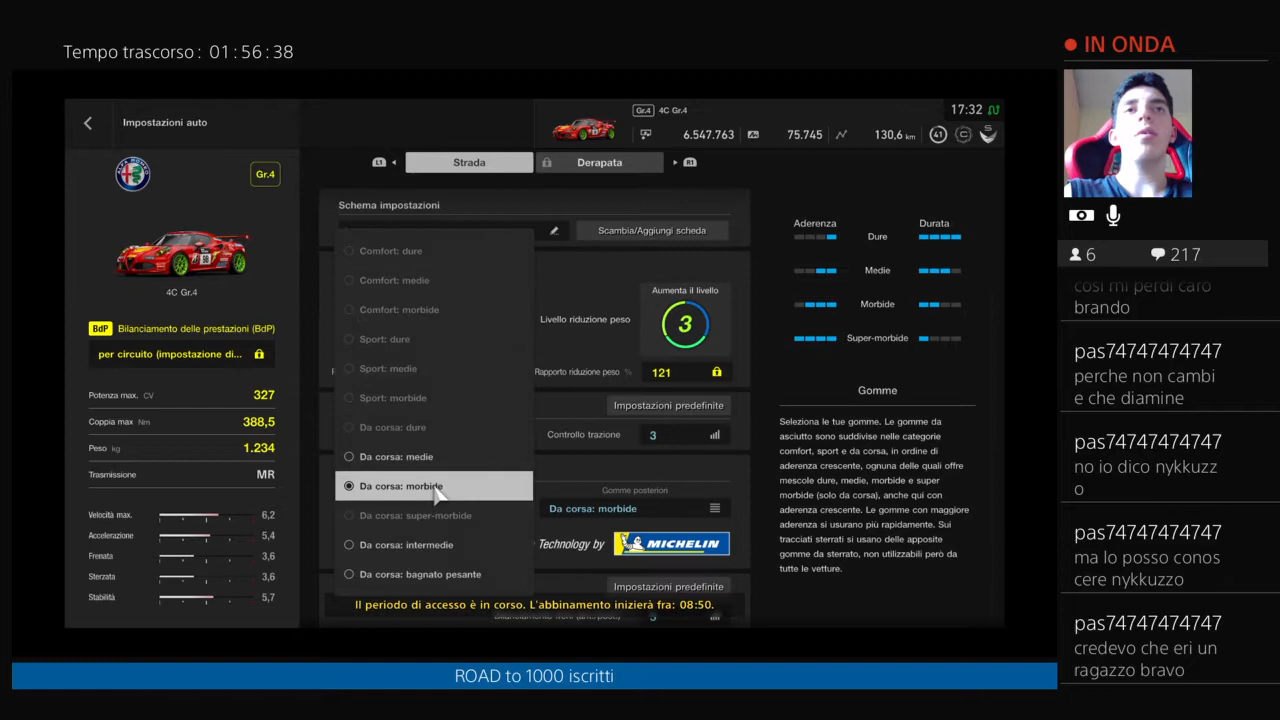 Tempo trascorso: 01:56:38
IN ONDA
Impostazioni auto
Gr.4 4C Gr.4
17:32
6.547.763
75.745
130,6 km
41
C
S
ALFA ROMEO
Gr.4
L1 Strada
Derapata R1
Schema impostazioni
Scambia/Aggiungi scheda
4C Gr.4
BdP Bilanciamento delle prestazioni (BdP)
per circuito (impostazione di...
Potenza max. CV 327
Coppia max Nm 388,5
Peso kg 1.234
Trasmissione MR
Velocità max. 6,2
Accelerazione 5,4
Frenata 3,6
Sterzata 3,6
Stabilità 5,7
Comfort: dure
Comfort: medie
Comfort: morbide
Sport: dure
Sport: medie
Sport: morbide
Da corsa: dure
Da corsa: medie
Da corsa: morbide
Da corsa: super-morbide
Da corsa: intermedie
Da corsa: bagnato pesante
Livello riduzione peso
Aumenta il livello
3
Rapporto riduzione peso % 121
Impostazioni predefinite
Controllo trazione 3
Gomme posteriori
Da corsa: morbide
Technology by MICHELIN
Impostazioni predefinite
Il periodo di accesso è in corso. L'abbinamento inizierà fra: 08:50.
Aderenza Durata
Dure
Medie
Morbide
Super-morbide
Gomme
Seleziona le tue gomme. Le gomme da
asciutto sono suddivise nelle categorie
comfort, sport e da corsa, in ordine di
aderenza crescente, ognuna delle quali offre
mescole dure, medie, morbide e super
morbide (solo da corsa), anche qui con
aderenza crescente. Le gomme con maggiore
aderenza si usurano più rapidamente. Sui
tracciati sterrati si usano delle apposite
gomme da sterrato, non utilizzabili però da
tutte le vetture.
6
217
cosi mi perdi caro
brando
pas74747474747
perche non cambi
e che diamine
pas74747474747
no io dico nykkuzz
o
pas74747474747
ma lo posso conos
cere nykkuzzo
pas74747474747
credevo che eri un
ragazzo bravo
ROAD to 1000 iscritti